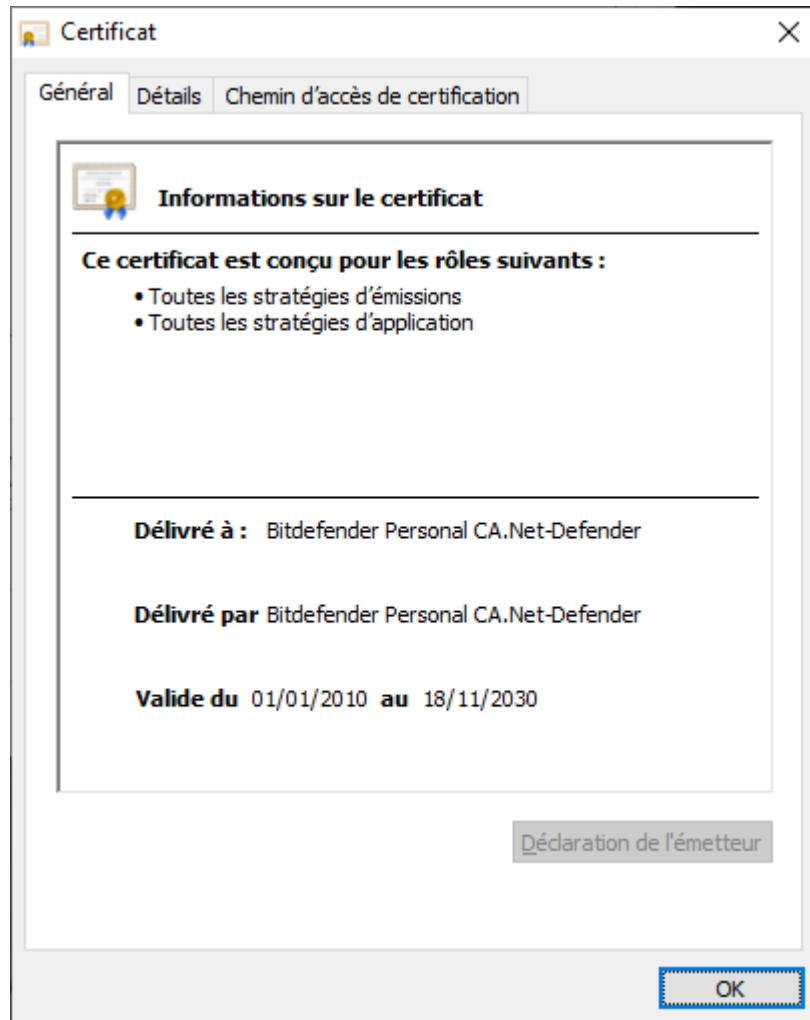 Certificat
Général Détails Chemin d’accès de certification
Informations sur le certificat
Ce certificat est conçu pour les rôles suivants :
• Toutes les stratégies d’émissions
• Toutes les stratégies d’application
Délivré à : Bitdefender Personal CA.Net-Defender
Délivré par Bitdefender Personal CA.Net-Defender
Valide du 01/01/2010 au 18/11/2030
Déclaration de l'émetteur
OK